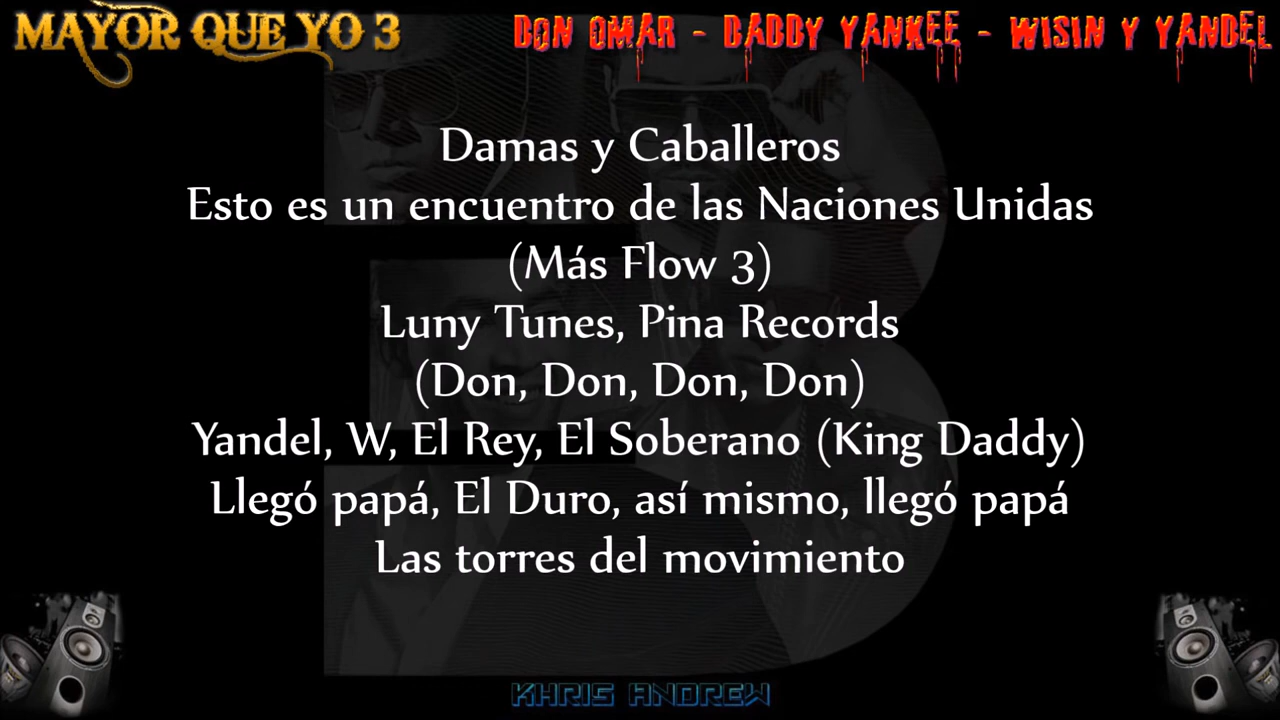 MAYOR QUE YO 3
DON OMAR - DADDY YANKEE - WISIN Y YANDEL
Damas y Caballeros
Esto es un encuentro de las Naciones Unidas
(Más Flow 3)
Luny Tunes, Pina Records
(Don, Don, Don, Don)
Yandel, W, El Rey, El Soberano (King Daddy)
Llegó papá, El Duro, así mismo, llegó papá
Las torres del movimiento
KHRIS ANDREW